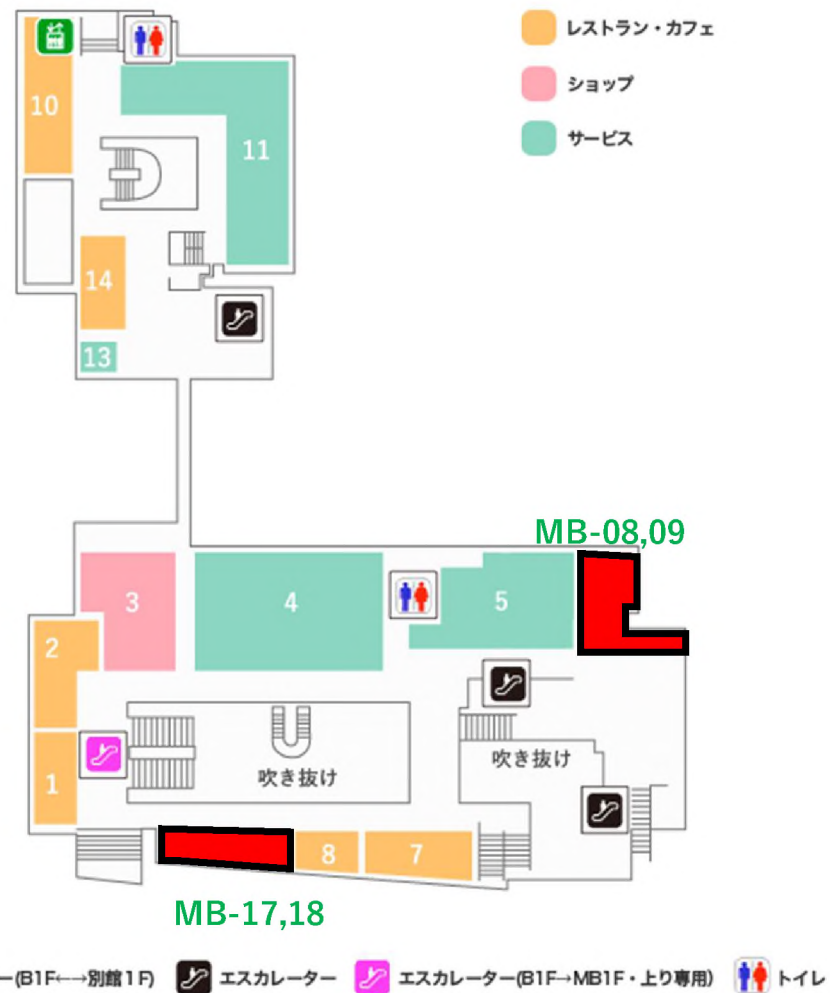 レストラン・カフェ
ショップ
サービス
10
11
14
13
MB-08,09
3
4
5
2
1
吹き抜け
吹き抜け
8
7
MB-17,18
ー(B1F←→別館1F)
エスカレーター
エスカレーター(B1F→MB1F・上り専用)
トイレ